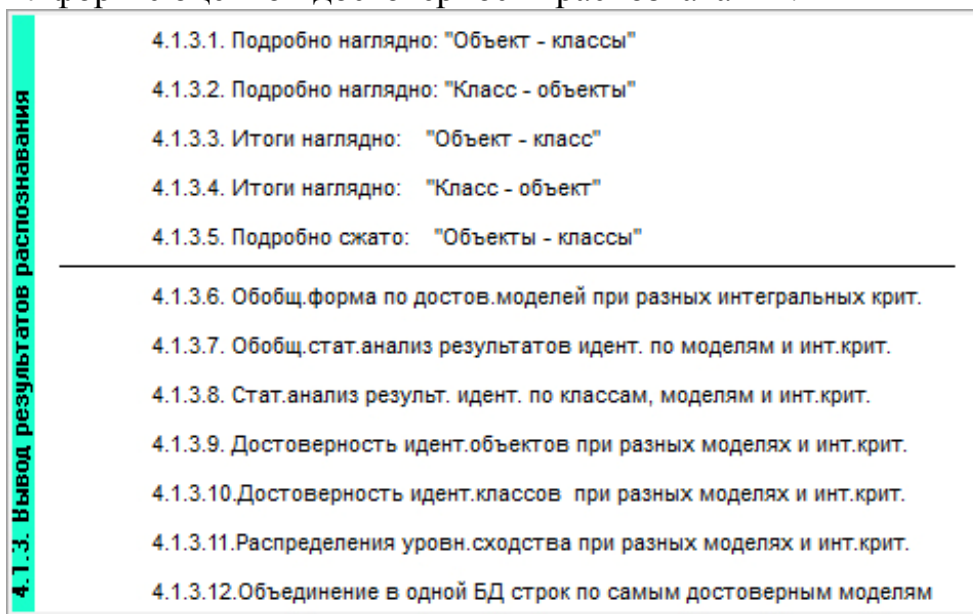 4.1.3. Вывод результатов распознавания
4.1.3.1. Подробно наглядно: "Объект - классы"
4.1.3.2. Подробно наглядно: "Класс - объекты"
4.1.3.3. Итоги наглядно: "Объект - класс"
4.1.3.4. Итоги наглядно: "Класс - объект"
4.1.3.5. Подробно сжато: "Объекты - классы"
4.1.3.6. Обобщ.форма по достов.моделей при разных интегральных крит.
4.1.3.7. Обобщ.стат.анализ результатов идент. по моделям и инт.крит.
4.1.3.8. Стат.анализ результ. идент. по классам, моделям и инт.крит.
4.1.3.9. Достоверность идент.объектов при разных моделях и инт.крит.
4.1.3.10.Достоверность идент.классов при разных моделях и инт.крит.
4.1.3.11.Распределения уровн.сходства при разных моделях и инт.крит.
4.1.3.12.Объединение в одной БД строк по самым достоверным моделям